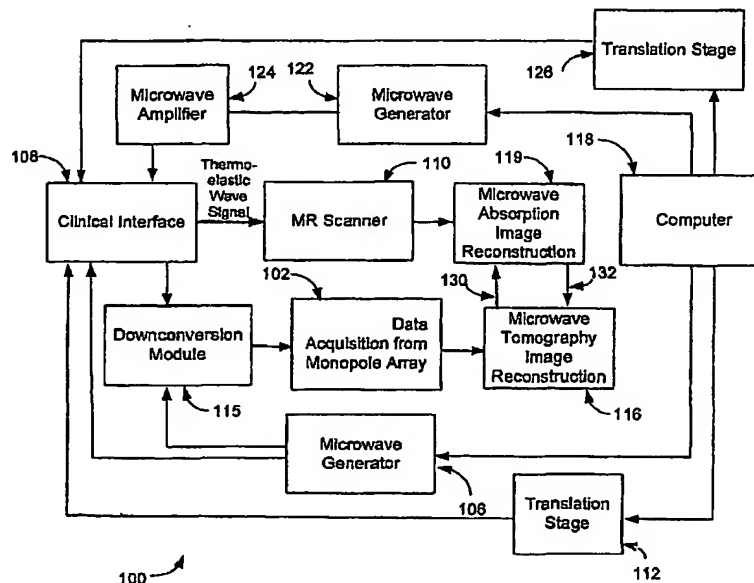 Translation Stage
126
124
122
Microwave
Amplifier
Microwave
Generator
118
108
Thermo-
elastic
Wave
Signal
110
119
Clinical Interface
MR Scanner
Microwave
Absorption
Image
Reconstruction
Computer
102
130
132
Downconversion
Module
Data
Acquisition from
Monopole Array
Microwave
Tomography
Image
Reconstruction
115
116
Microwave
Generator
106
Translation
Stage
112
100